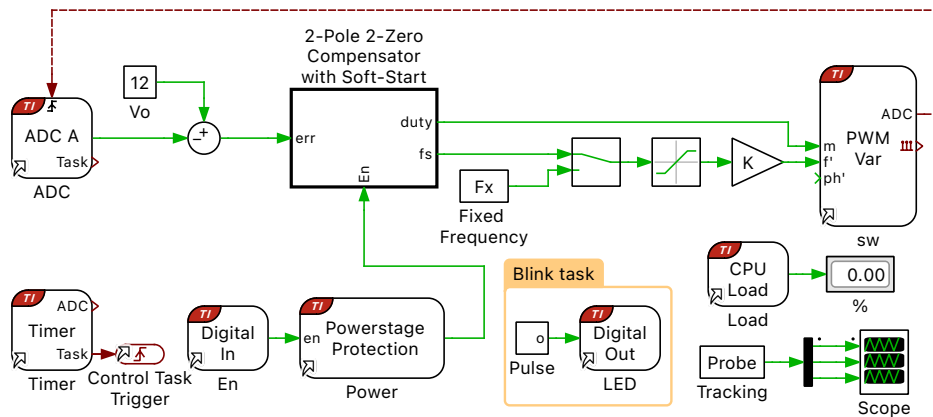 2-Pole 2-Zero
Compensator
with Soft-Start
TI
ADC A
Task
ADC
12
Vo
−+
err
duty
fs
En
Fx
Fixed
Frequency
K
TI
ADC
PWM
Var
m
f'
ph'
sw
TI
ADC
Timer
Task
Timer
Control Task
Trigger
TI
Digital
In
En
TI
en
Powerstage
Protection
Power
Blink task
o
Pulse
TI
Digital
Out
LED
TI
CPU
Load
Load
0.00
%
Probe
Tracking
Scope